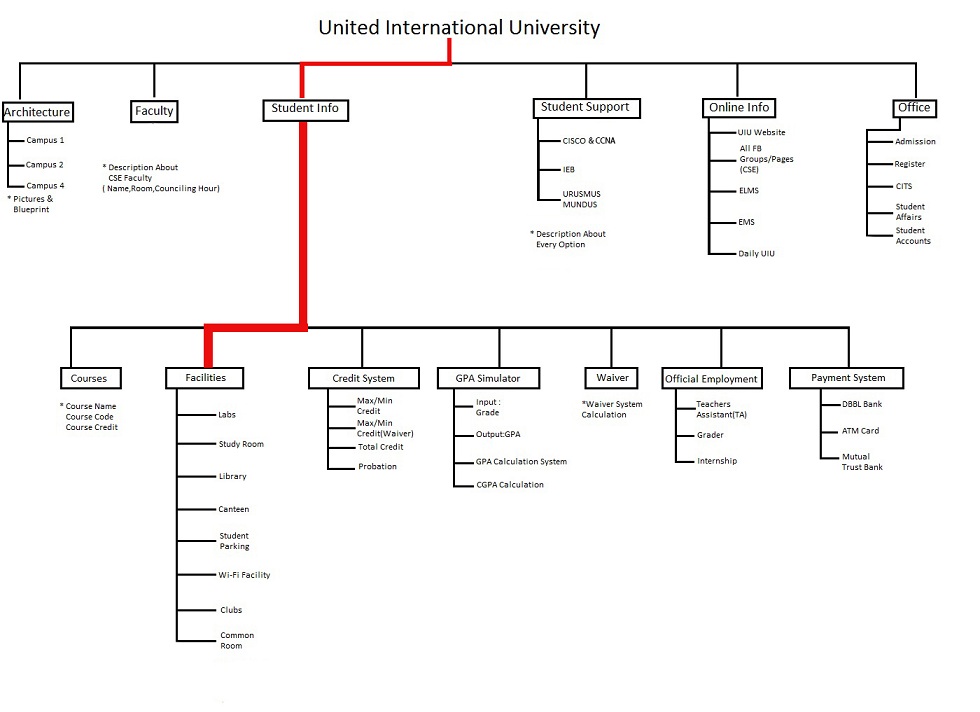 United International University
Architecture
Campus 1
Campus 2
Campus 4
* Pictures &
Blueprint
Faculty
* Description About
CSE Faculty
( Name,Room,Counciling Hour)
Student Info
Student Support
CISCO & CCNA
IEB
URUSMUS
MUNDUS
* Description About
Every Option
Online Info
UIU Website
All FB
Groups/Pages
(CSE)
ELMS
EMS
Daily UIU
Office
Admission
Register
CITS
Student
Affairs
Student
Accounts
Courses
* Course Name
Course Code
Course Credit
Facilities
Labs
Study Room
Library
Canteen
Student
Parking
Wi-Fi Facility
Clubs
Common
Room
Credit System
Max/Min
Credit
Max/Min
Credit(Waiver)
Total Credit
Probation
GPA Simulator
Input :
Grade
Output:GPA
GPA Calculation System
CGPA Calculation
Waiver
*Waiver System
Calculation
Official Employment
Teachers
Assistant(TA)
Grader
Internship
Payment System
DBBL Bank
ATM Card
Mutual
Trust Bank